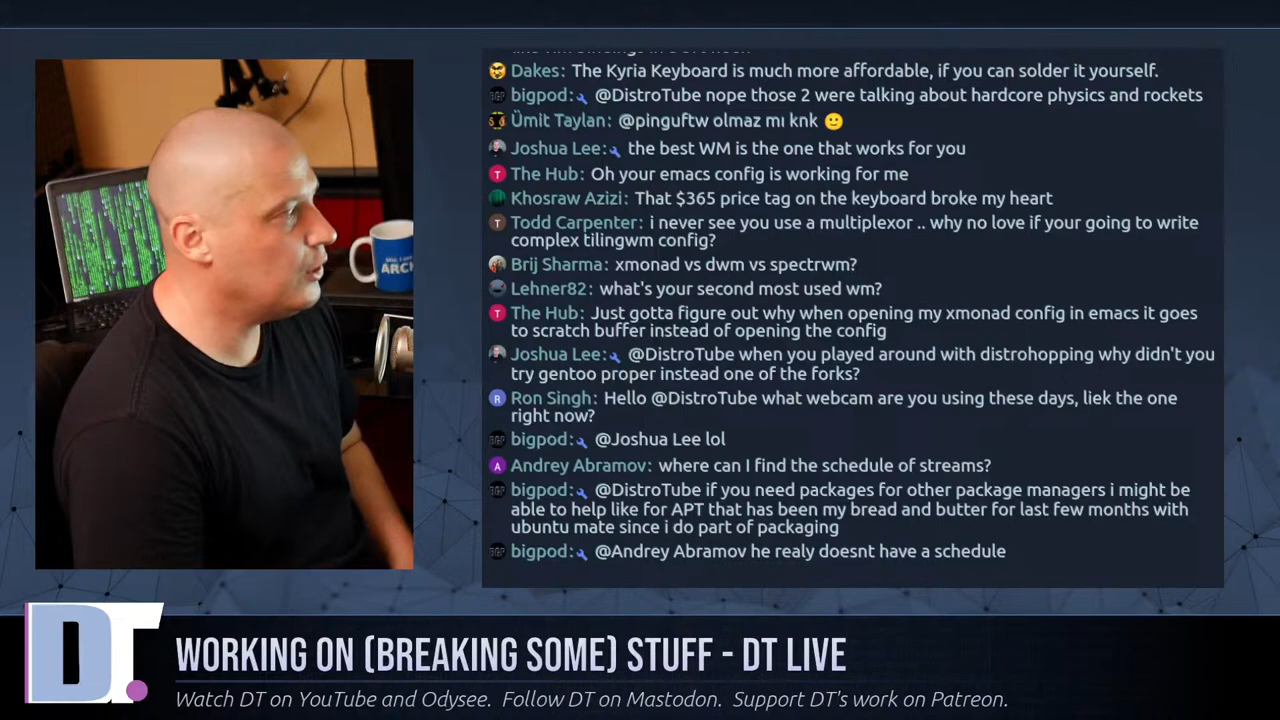 Dakes: The Kyria Keyboard is much more affordable, if you can solder it yourself.
bigpod: @DistroTube nope those 2 were talking about hardcore physics and rockets
Ümit Taylan: @pinguftw olmaz mı knk 🙂
Joshua Lee: the best WM is the one that works for you
The Hub: Oh your emacs config is working for me
Khosraw Azizi: That $365 price tag on the keyboard broke my heart
Todd Carpenter: i never see you use a multiplexor .. why no love if your going to write
complex tilingwm config?
Brij Sharma: xmonad vs dwm vs spectrwm?
Lehner82: what's your second most used wm?
The Hub: Just gotta figure out why when opening my xmonad config in emacs it goes
to scratch buffer instead of opening the config
Joshua Lee: @DistroTube when you played around with distrohopping why didn't you
try gentoo proper instead one of the forks?
Ron Singh: Hello @DistroTube what webcam are you using these days, liek the one
right now?
bigpod: @Joshua Lee lol
Andrey Abramov: where can I find the schedule of streams?
bigpod: @DistroTube if you need packages for other package managers i might be
able to help like for APT that has been my bread and butter for last few months with
ubuntu mate since i do part of packaging
bigpod: @Andrey Abramov he realy doesnt have a schedule
ARCH
DT.
WORKING ON (BREAKING SOME) STUFF - DT LIVE
Watch DT on YouTube and Odysee. Follow DT on Mastodon. Support DT's work on Patreon.